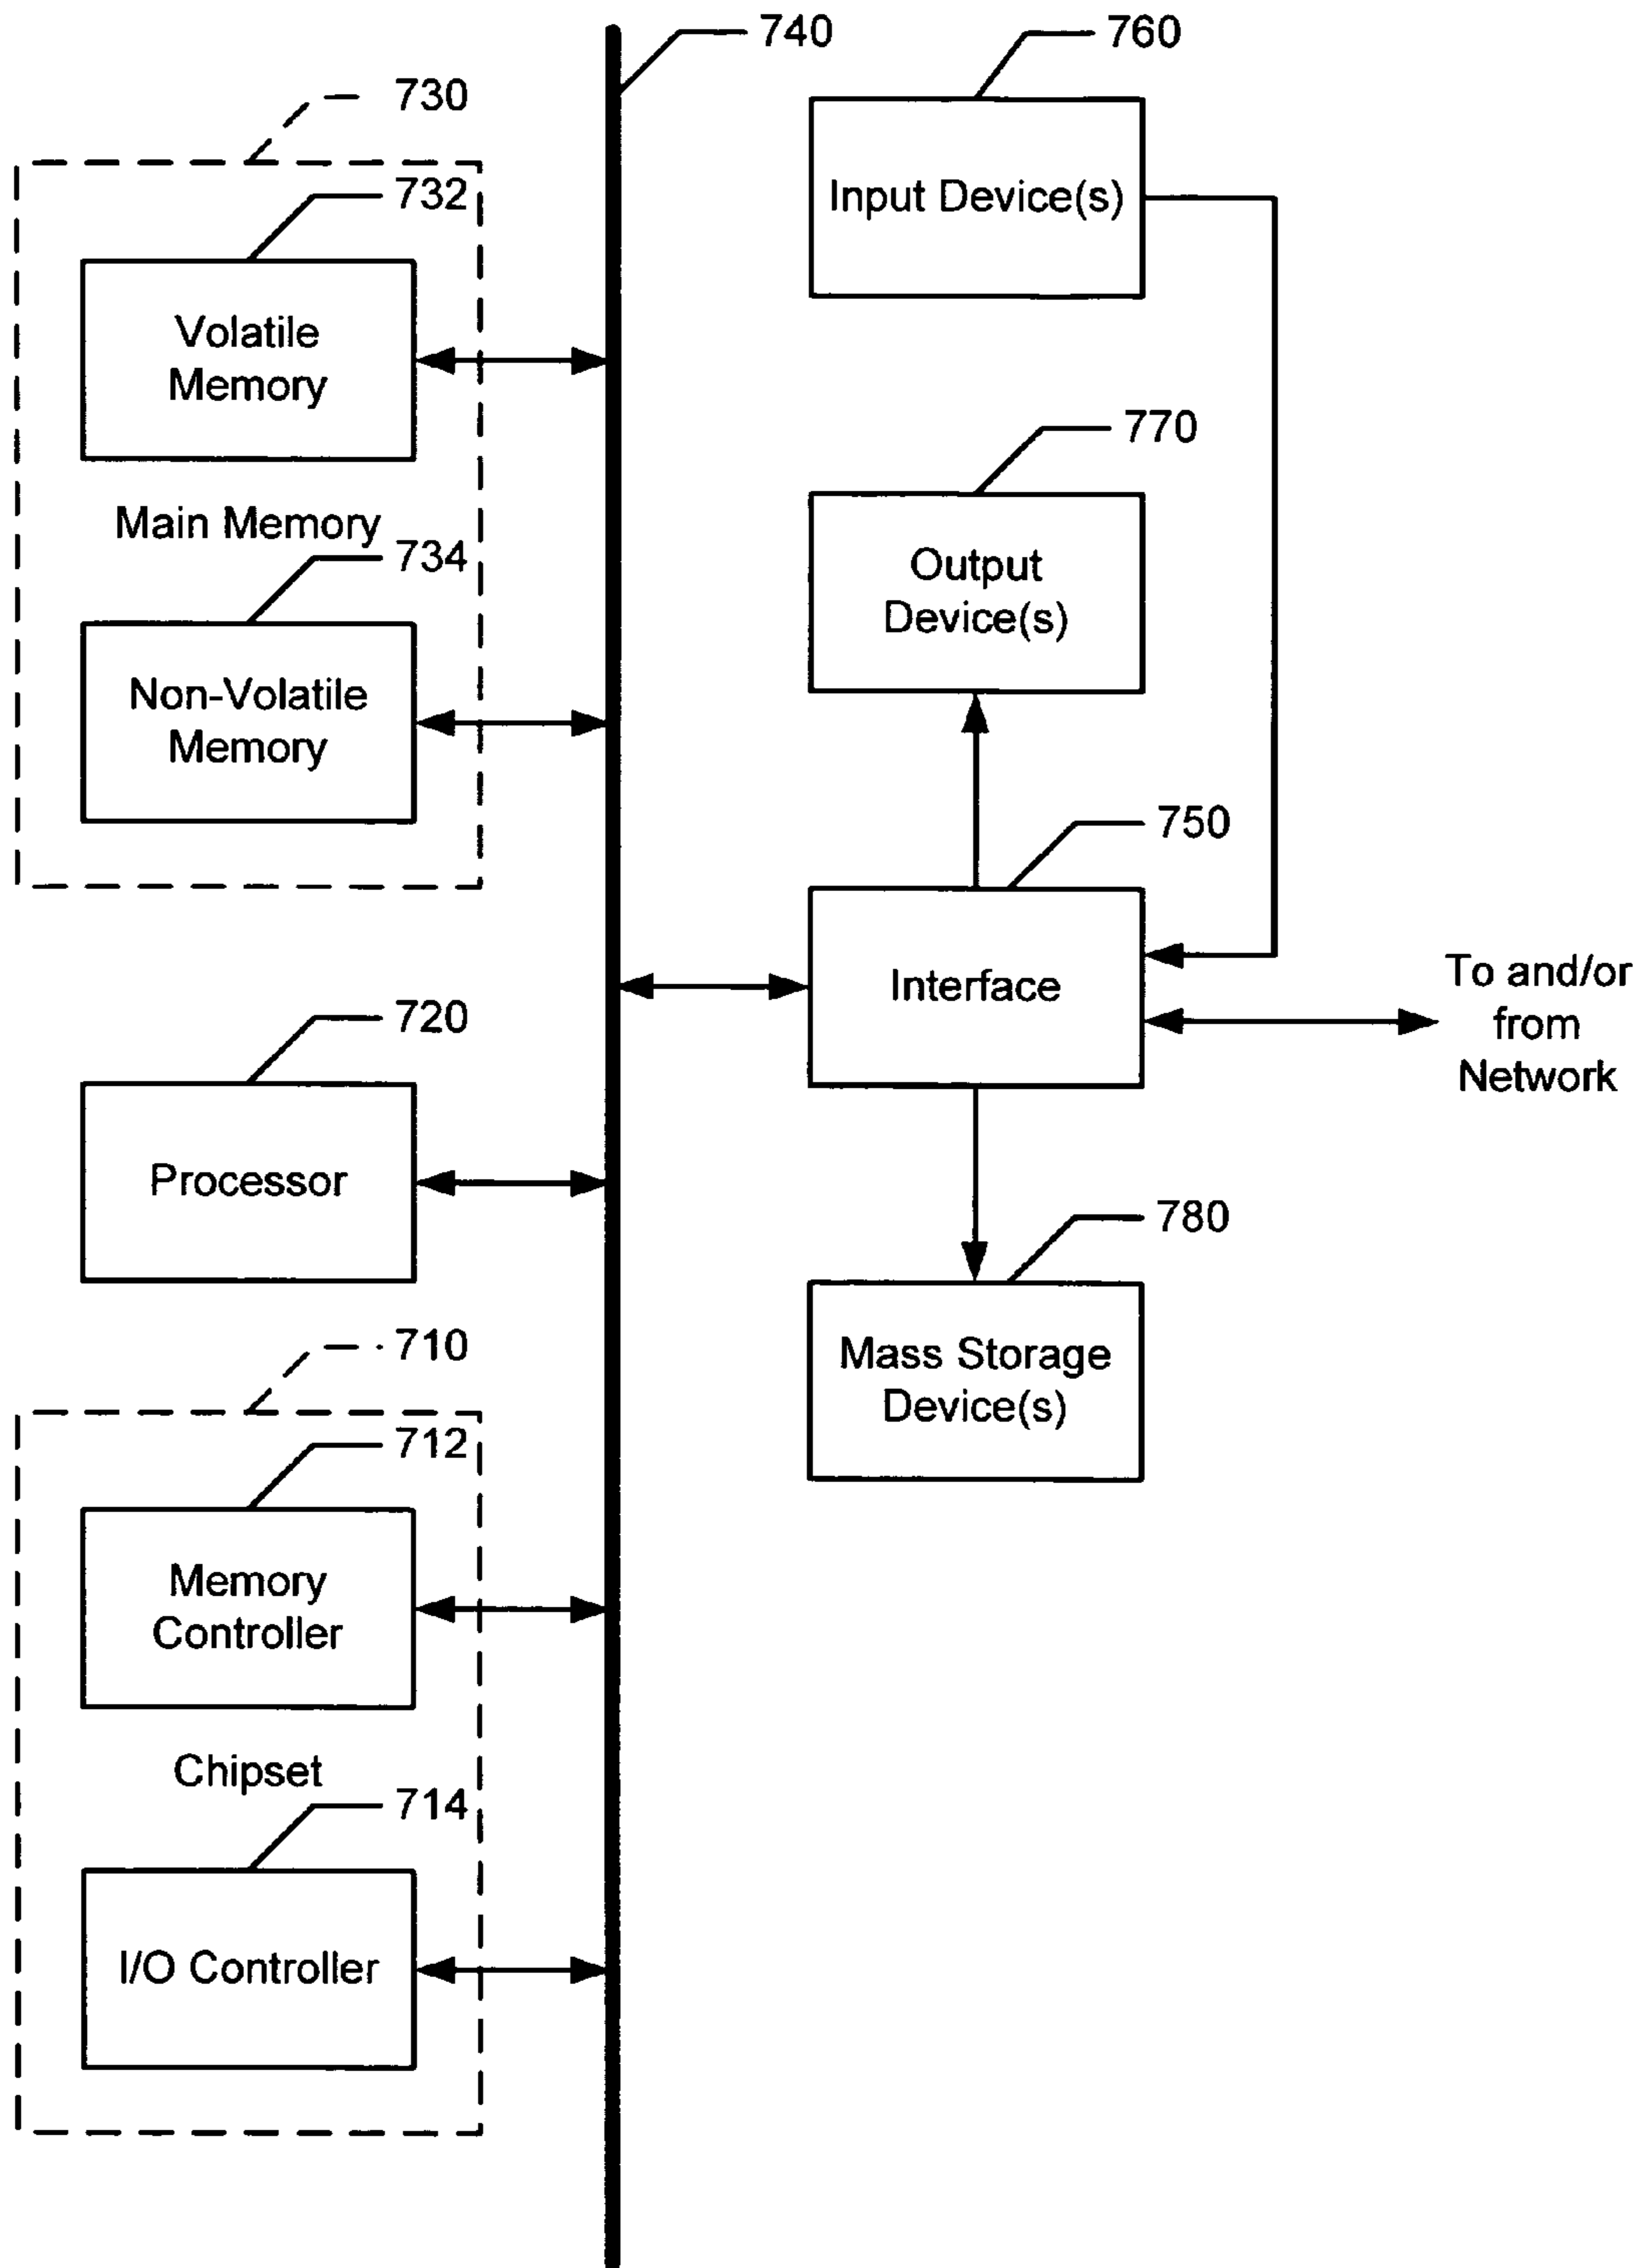 740
760
730
732
Input Device(s)
Volatile
Memory
770
Main Memory
734
Output
Device(s)
Non-Volatile
Memory
750
To and/or
from
Network
Interface
720
Processor
780
710
Mass Storage
Device(s)
712
Memory
Controller
Chipset
714
I/O Controller